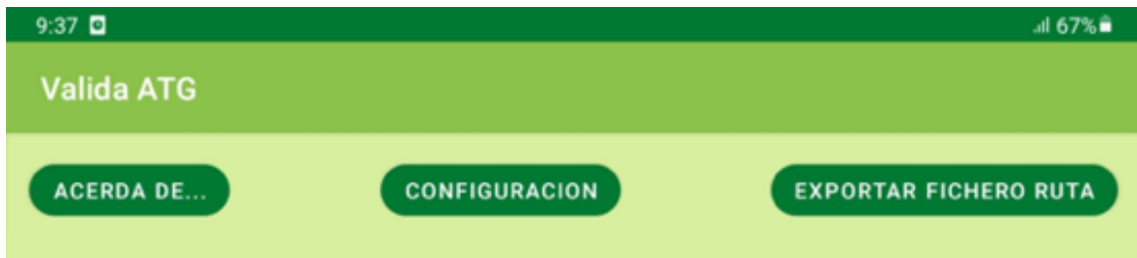 9:37 67%
Valida ATG
ACERDA DE... CONFIGURACION EXPORTAR FICHERO RUTA